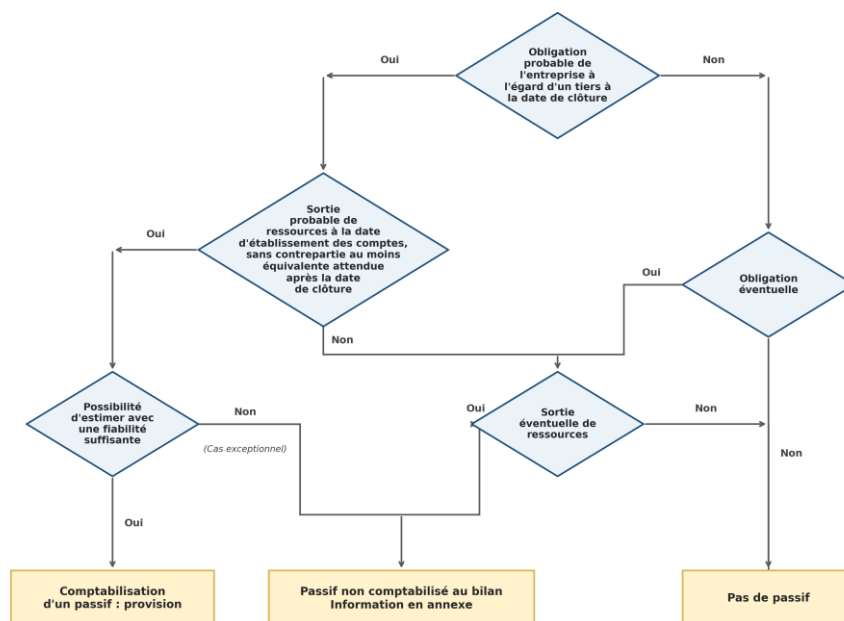 Obligation
probable de
l'entreprise à
l'égard d'un tiers à
la date de clôture
Oui
Non
Sortie
probable de
ressources à la date
d'établissement des comptes,
sans contrepartie au moins
équivalente attendue
après la date
de clôture
Oui
Non
Obligation
éventuelle
Oui
Non
Possibilité
d'estimer avec
une fiabilité
suffisante
Non
(Cas exceptionnel)
Oui
Sortie
éventuelle de
ressources
Oui
Non
Comptabilisation
d'un passif : provision
Passif non comptabilisé au bilan
Information en annexe
Pas de passif